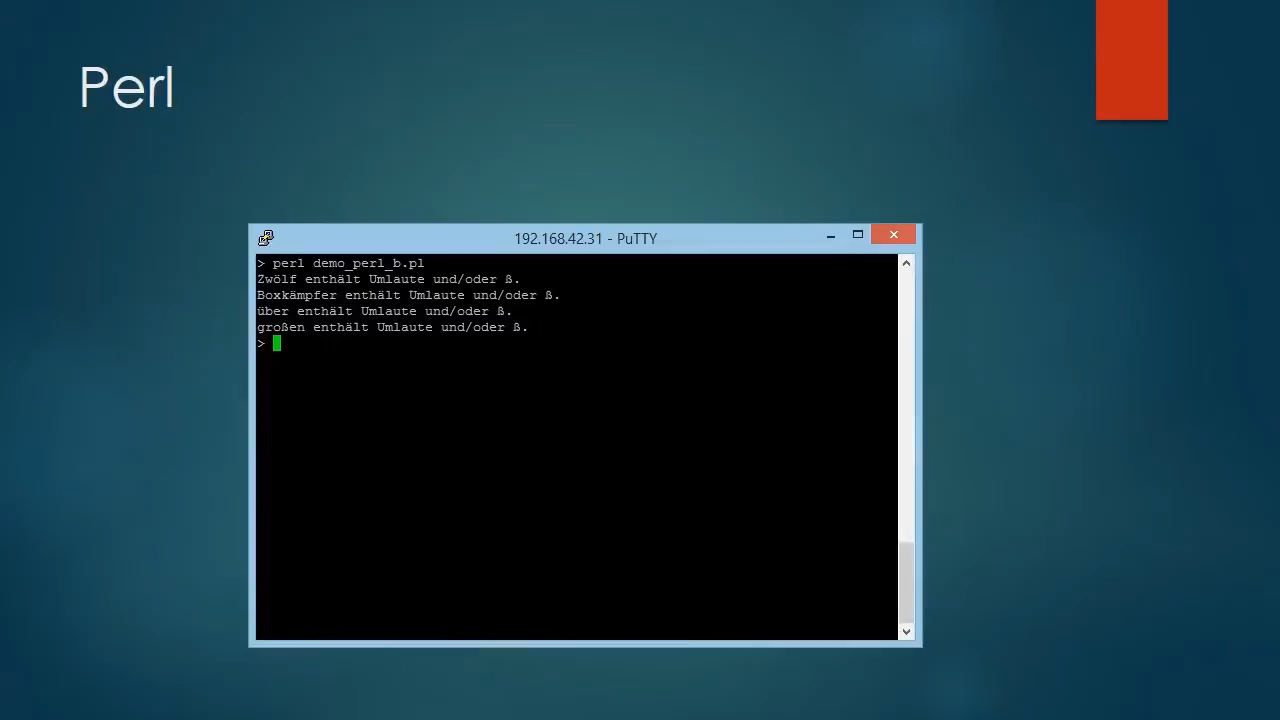 Perl
192.168.42.31 - PuTTY
> perl demo_perl_b.pl
Zwölf enthält Umlaute und/oder ß.
Boxkämpfer enthält Umlaute und/oder ß.
über enthält Umlaute und/oder ß.
großen enthält Umlaute und/oder ß.
>